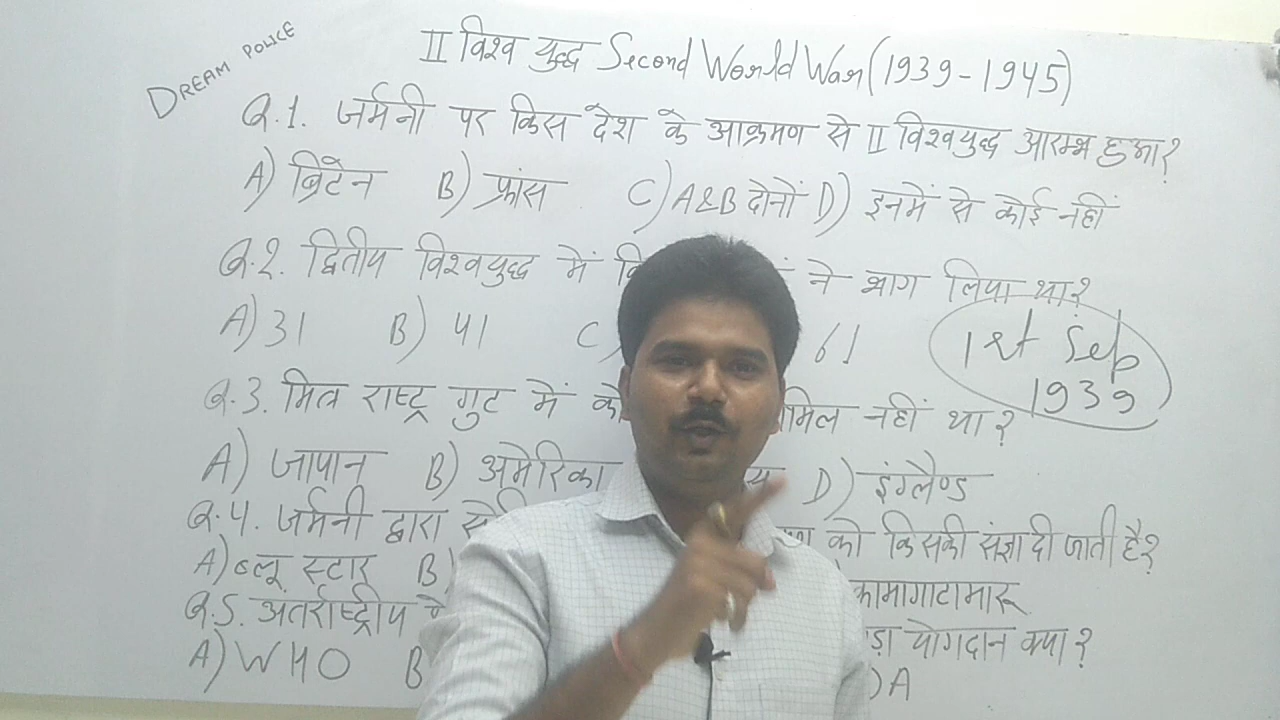 DREAM POLICE
II विश्व युद्ध Second World War (1939-1945)
Q.1. जर्मनी पर किस देश के आक्रमण से II विश्वयुद्ध आरम्भ हुआ?
A) ब्रिटेन B) फ्रांस C) A&B दोनों D) इनमें से कोई नहीं
Q.2. द्वितीय विश्वयुद्ध में ने भाग लिया था?
A) 31 B) 41 C) 61
1st Sep
1939
Q.3. मित्र राष्ट्र गुट में नहीं था?
A) जापान B) अमेरिका D) इंग्लैण्ड
Q.4. जर्मनी द्वारा को किसकी संज्ञा दी जाती है?
A) ब्लू स्टार B) कामागाटामारू
Q.5. अंतर्राष्ट्रीय योगदान क्या?
A) WHO B ) A